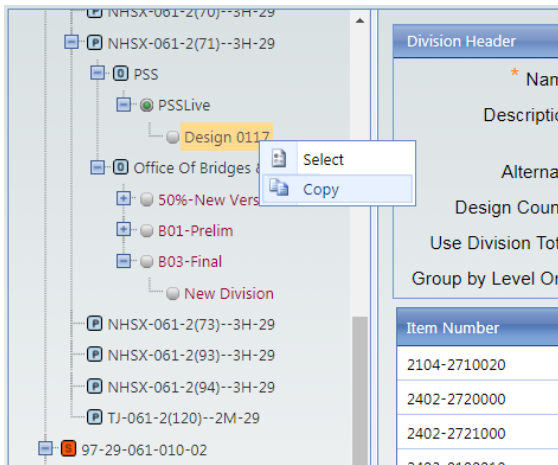 NHSX-061-2(70)--3H-29
NHSX-061-2(71)--3H-29
O PSS
PSSLive
Design 0117
Office Of Bridges &
50%-New Vers
B01-Prelim
B03-Final
New Division
P NHSX-061-2(73)--3H-29
P NHSX-061-2(93)--3H-29
P NHSX-061-2(94)--3H-29
P TJ-061-2(120)--2M-29
S 97-29-061-010-02
Select
Copy
Division Header
* Nam
Descriptio
Alterna
Design Coun
Use Division Tot
Group by Level Or
Item Number
2104-2710020
2402-2720000
2402-2721000